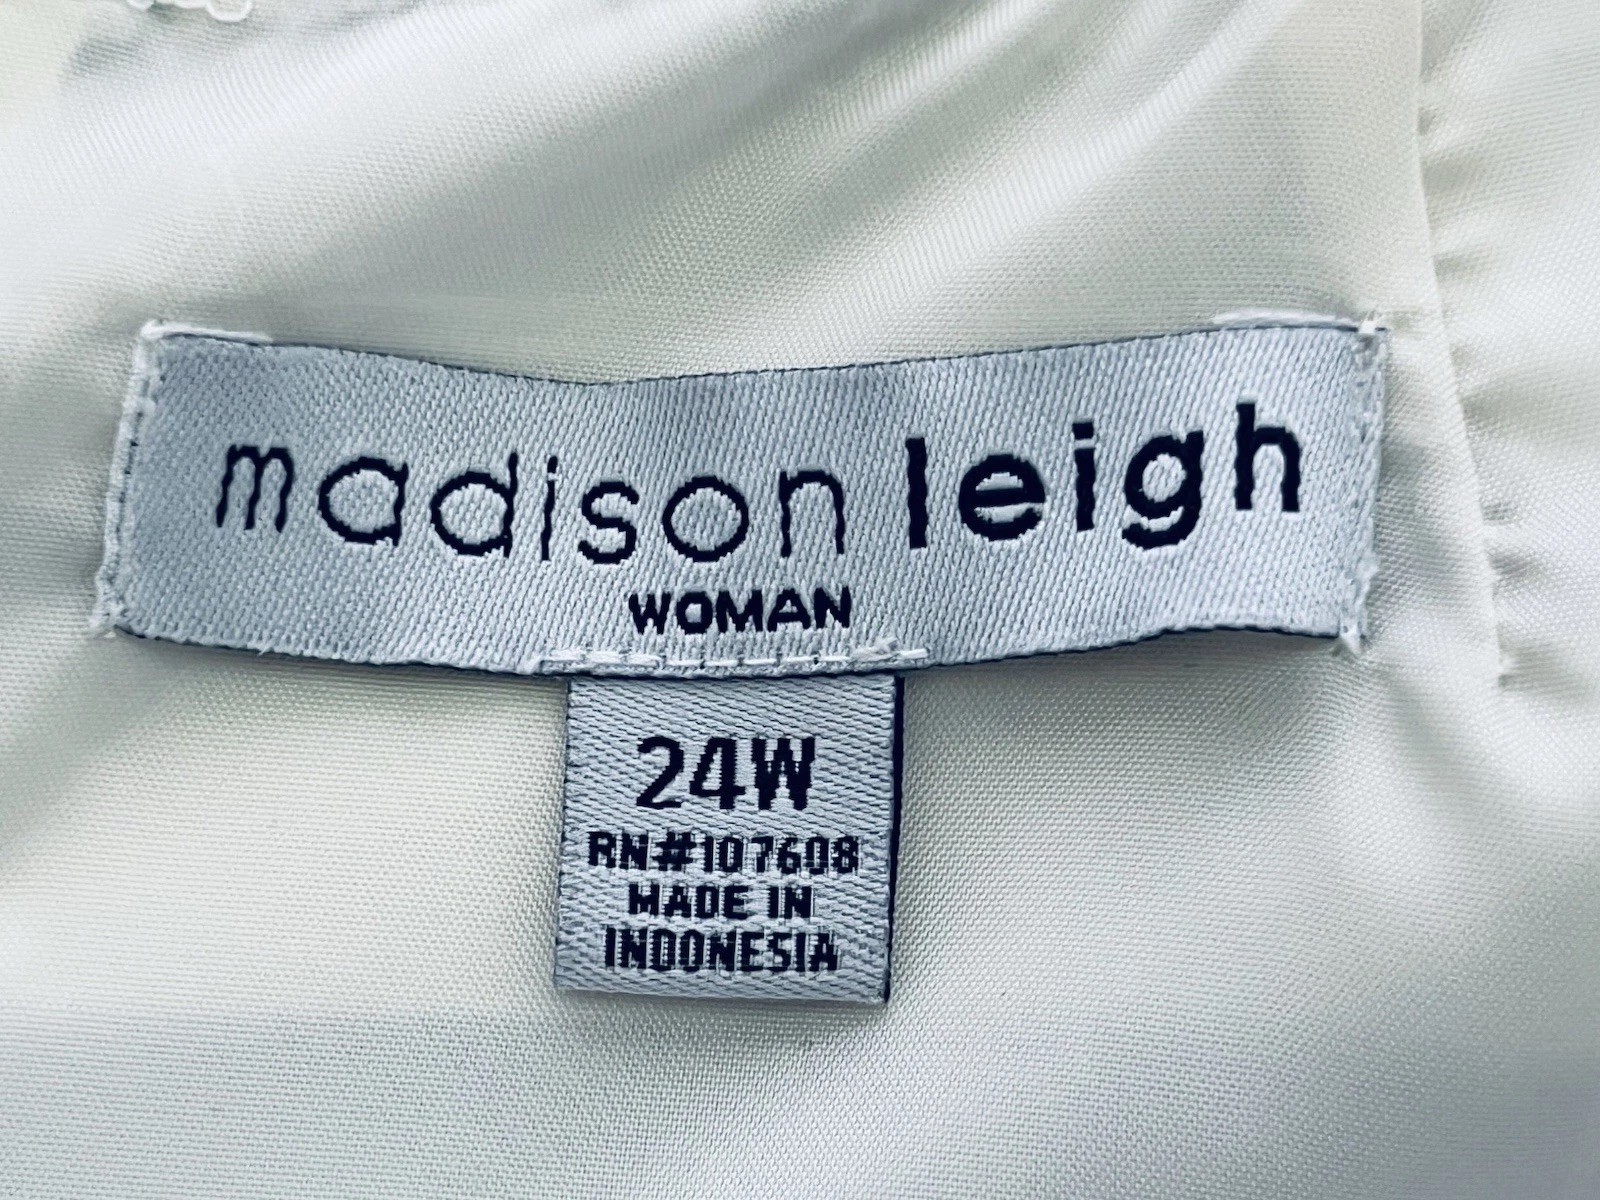 madison leigh
WOMAN
24W
RN#107608
MADE IN
INDONESIA